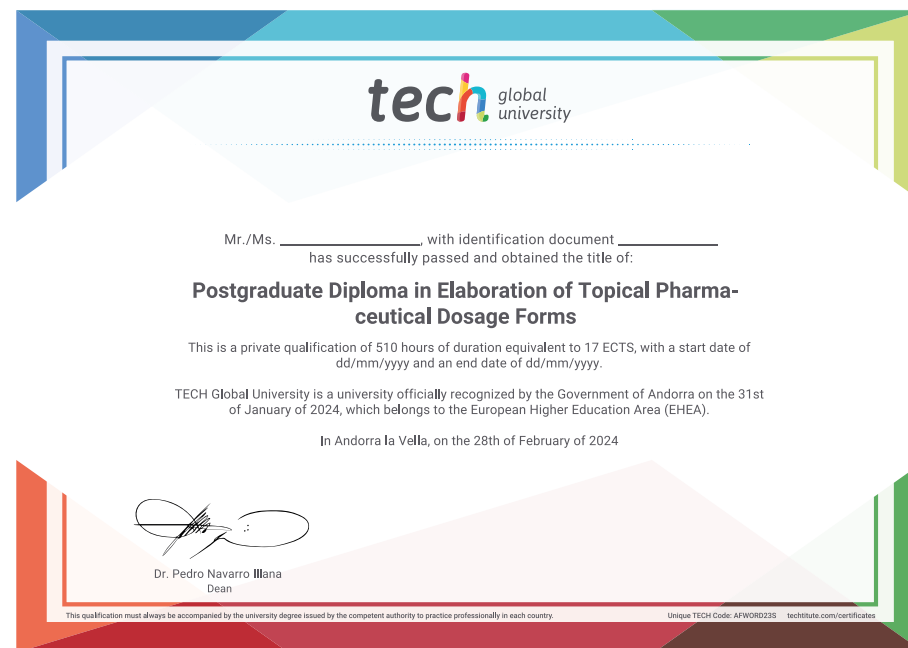 tech global university
Mr./Ms. ____________, with identification document ____________
has successfully passed and obtained the title of:
Postgraduate Diploma in Elaboration of Topical Pharma-
ceutical Dosage Forms
This is a private qualification of 510 hours of duration equivalent to 17 ECTS, with a start date of
dd/mm/yyyy and an end date of dd/mm/yyyy.
TECH Global University is a university officially recognized by the Government of Andorra on the 31st
of January of 2024, which belongs to the European Higher Education Area (EHEA).
In Andorra la Vella, on the 28th of February of 2024
Dr. Pedro Navarro Illana
Dean
This qualification must always be accompanied by the university degree issued by the competent authority to practice professionally in each country.
Unique TECH Code: AFWORD23S techtitute.com/certificates